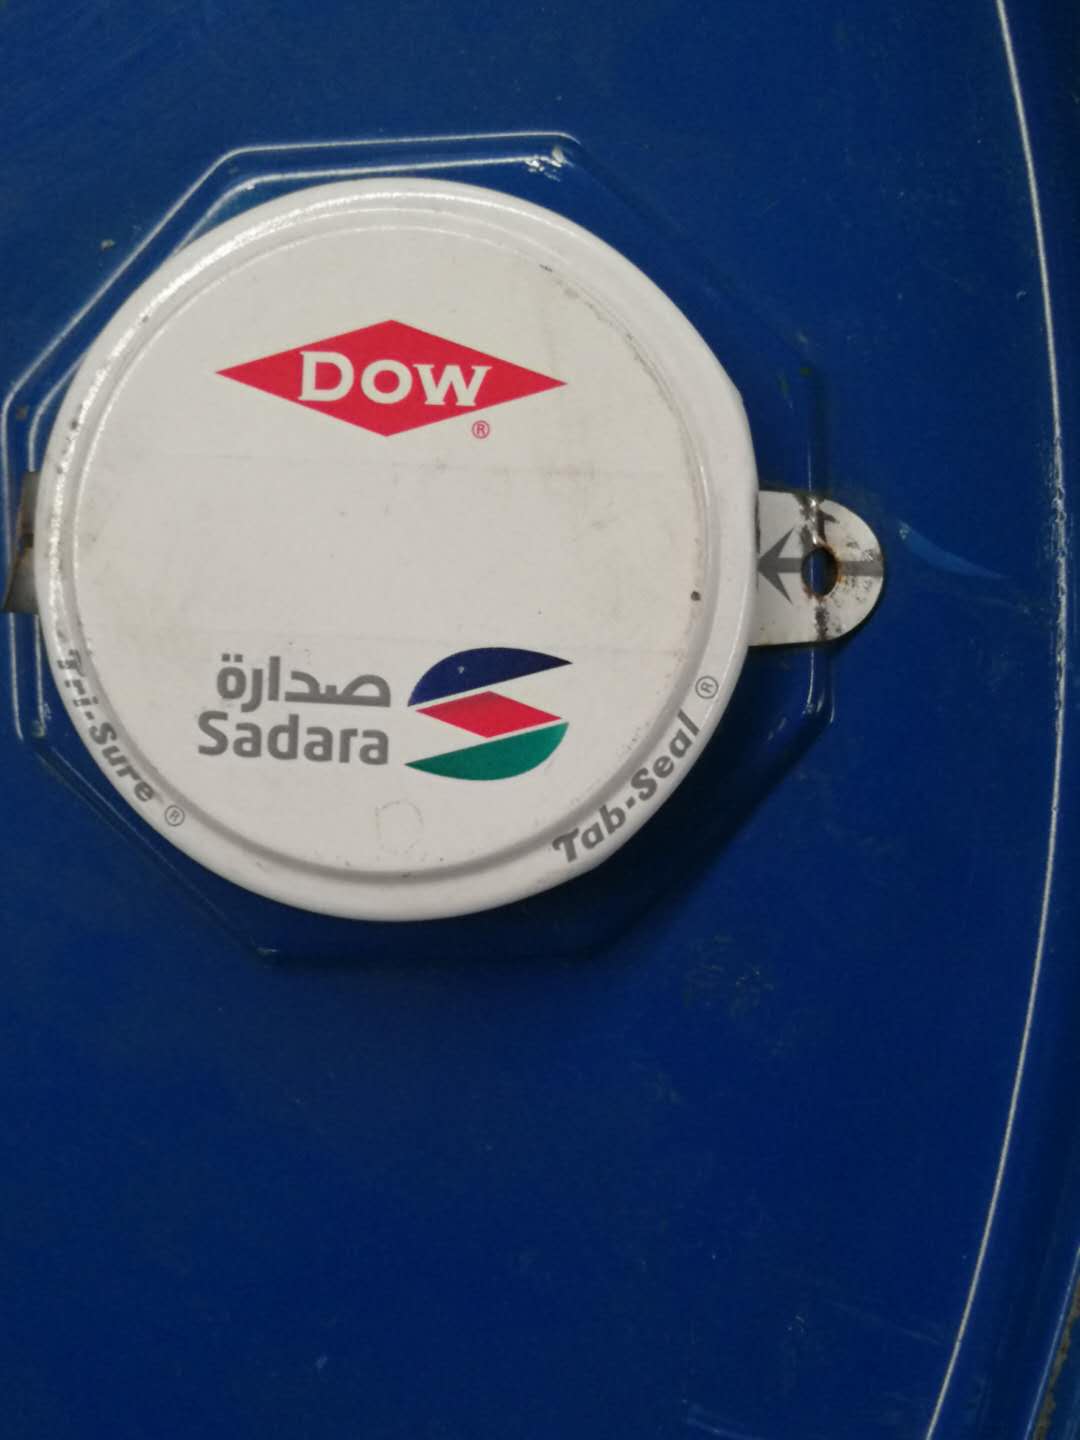 DOW
®
صدارة
Sadara
Tri-Sure ®
Tab-Seal ®